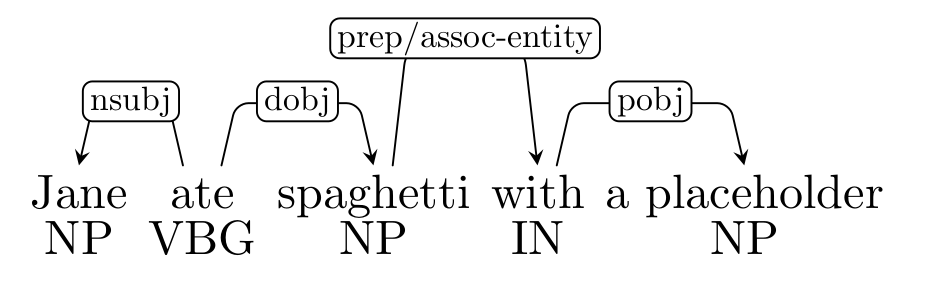 prep/assoc-entity
nsubj dobj pobj
Jane ate spaghetti with a placeholder
NP VBG NP IN NP